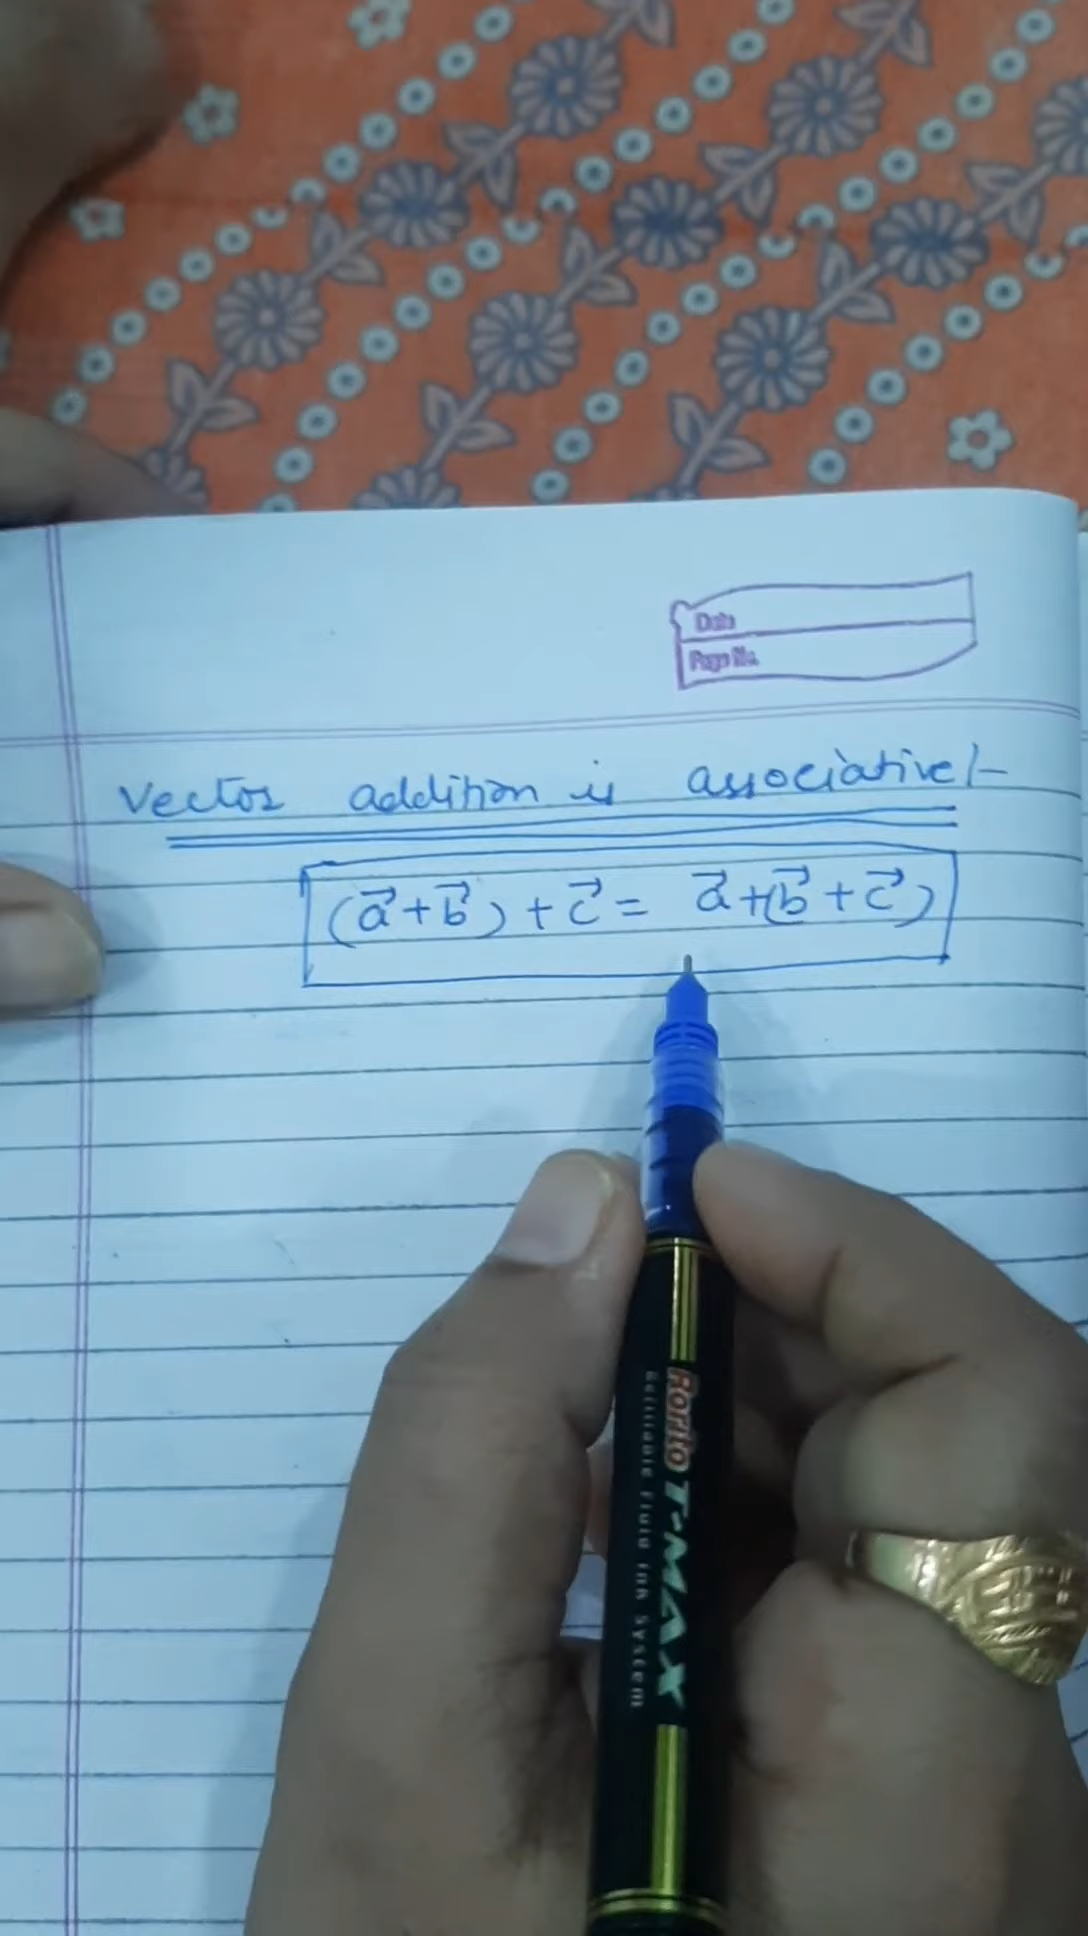 Date
Page No.
Vector addition is associative:-
(a⃗+b⃗)+c⃗ = a⃗+(b⃗+c⃗)
Rorito T-MAX
Refillable Fluid Ink System